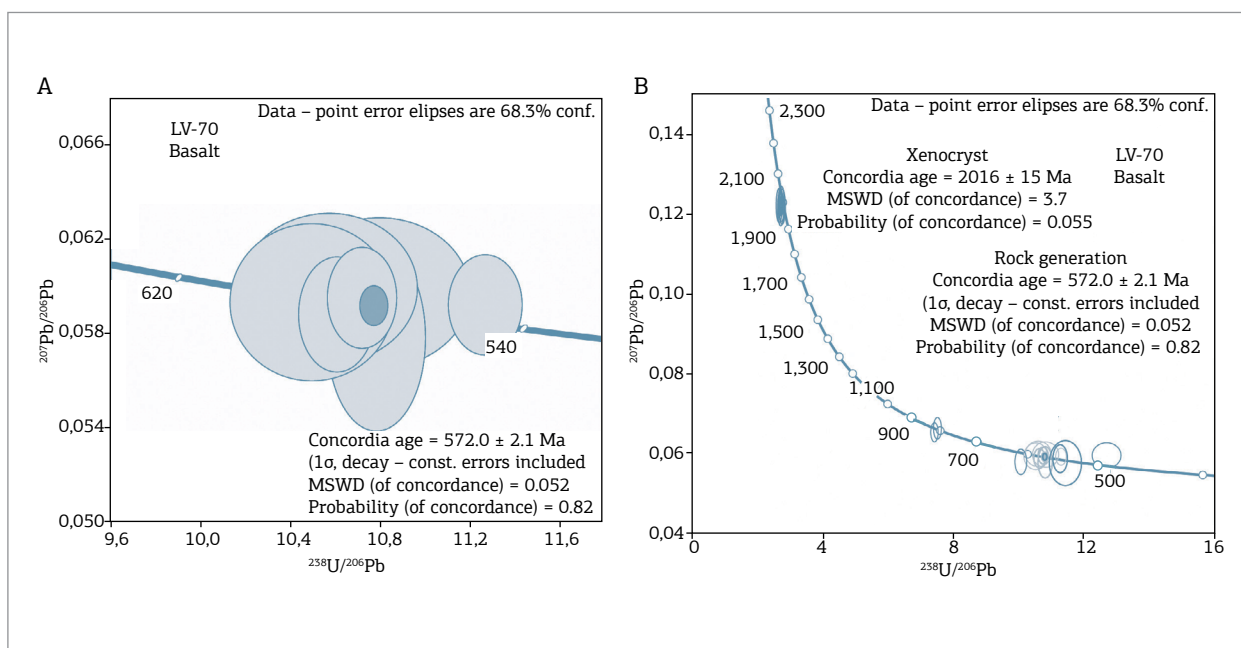 A
Data – point error elipses are 68.3% conf.
LV-70
Basalt
0,066
0,062
0,058
0,054
0,050
²⁰⁷Pb/²⁰⁶Pb
620
540
Concordia age = 572.0 ± 2.1 Ma
(1σ, decay – const. errors included
MSWD (of concordance) = 0.052
Probability (of concordance) = 0.82
9,6 10,0 10,4 10,8 11,2 11,6
²³⁸U/²⁰⁶Pb
B
Data – point error elipses are 68.3% conf.
Xenocryst
Concordia age = 2016 ± 15 Ma
MSWD (of concordance) = 3.7
Probability (of concordance) = 0.055
LV-70
Basalt
Rock generation
Concordia age = 572.0 ± 2.1 Ma
(1σ, decay – const. errors included
MSWD (of concordance) = 0.052
Probability (of concordance) = 0.82
0,14
0,12
0,10
0,08
0,06
0,04
²⁰⁷Pb/²⁰⁶Pb
2,300
2,100
1,900
1,700
1,500
1,300
1,100
900
700
500
0 4 8 12 16
²³⁸U/²⁰⁶Pb